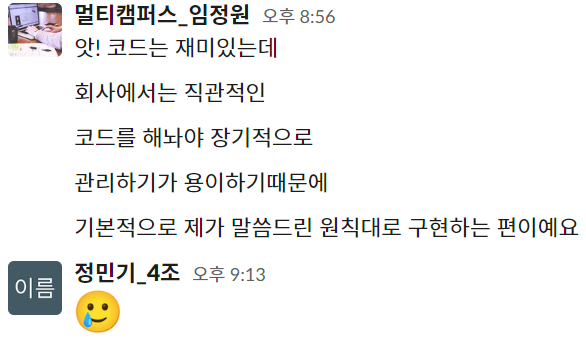 멀티캠퍼스_임정원 오후 8:56
앗! 코드는 재미있는데
회사에서는 직관적인
코드를 해놔야 장기적으로
관리하기가 용이하기때문에
기본적으로 제가 말씀드린 원칙대로 구현하는 편이예요
이름
정민기_4조 오후 9:13